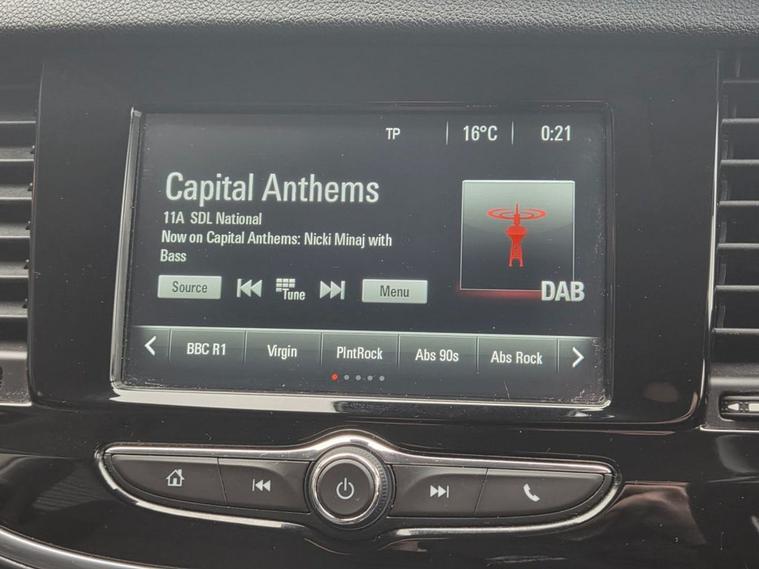 TP 16°C 0:21
Capital Anthems
11A SDL National
Now on Capital Anthems: Nicki Minaj with
Bass
DAB
Source Tune Menu
BBC R1 Virgin PlntRock Abs 90s Abs Rock